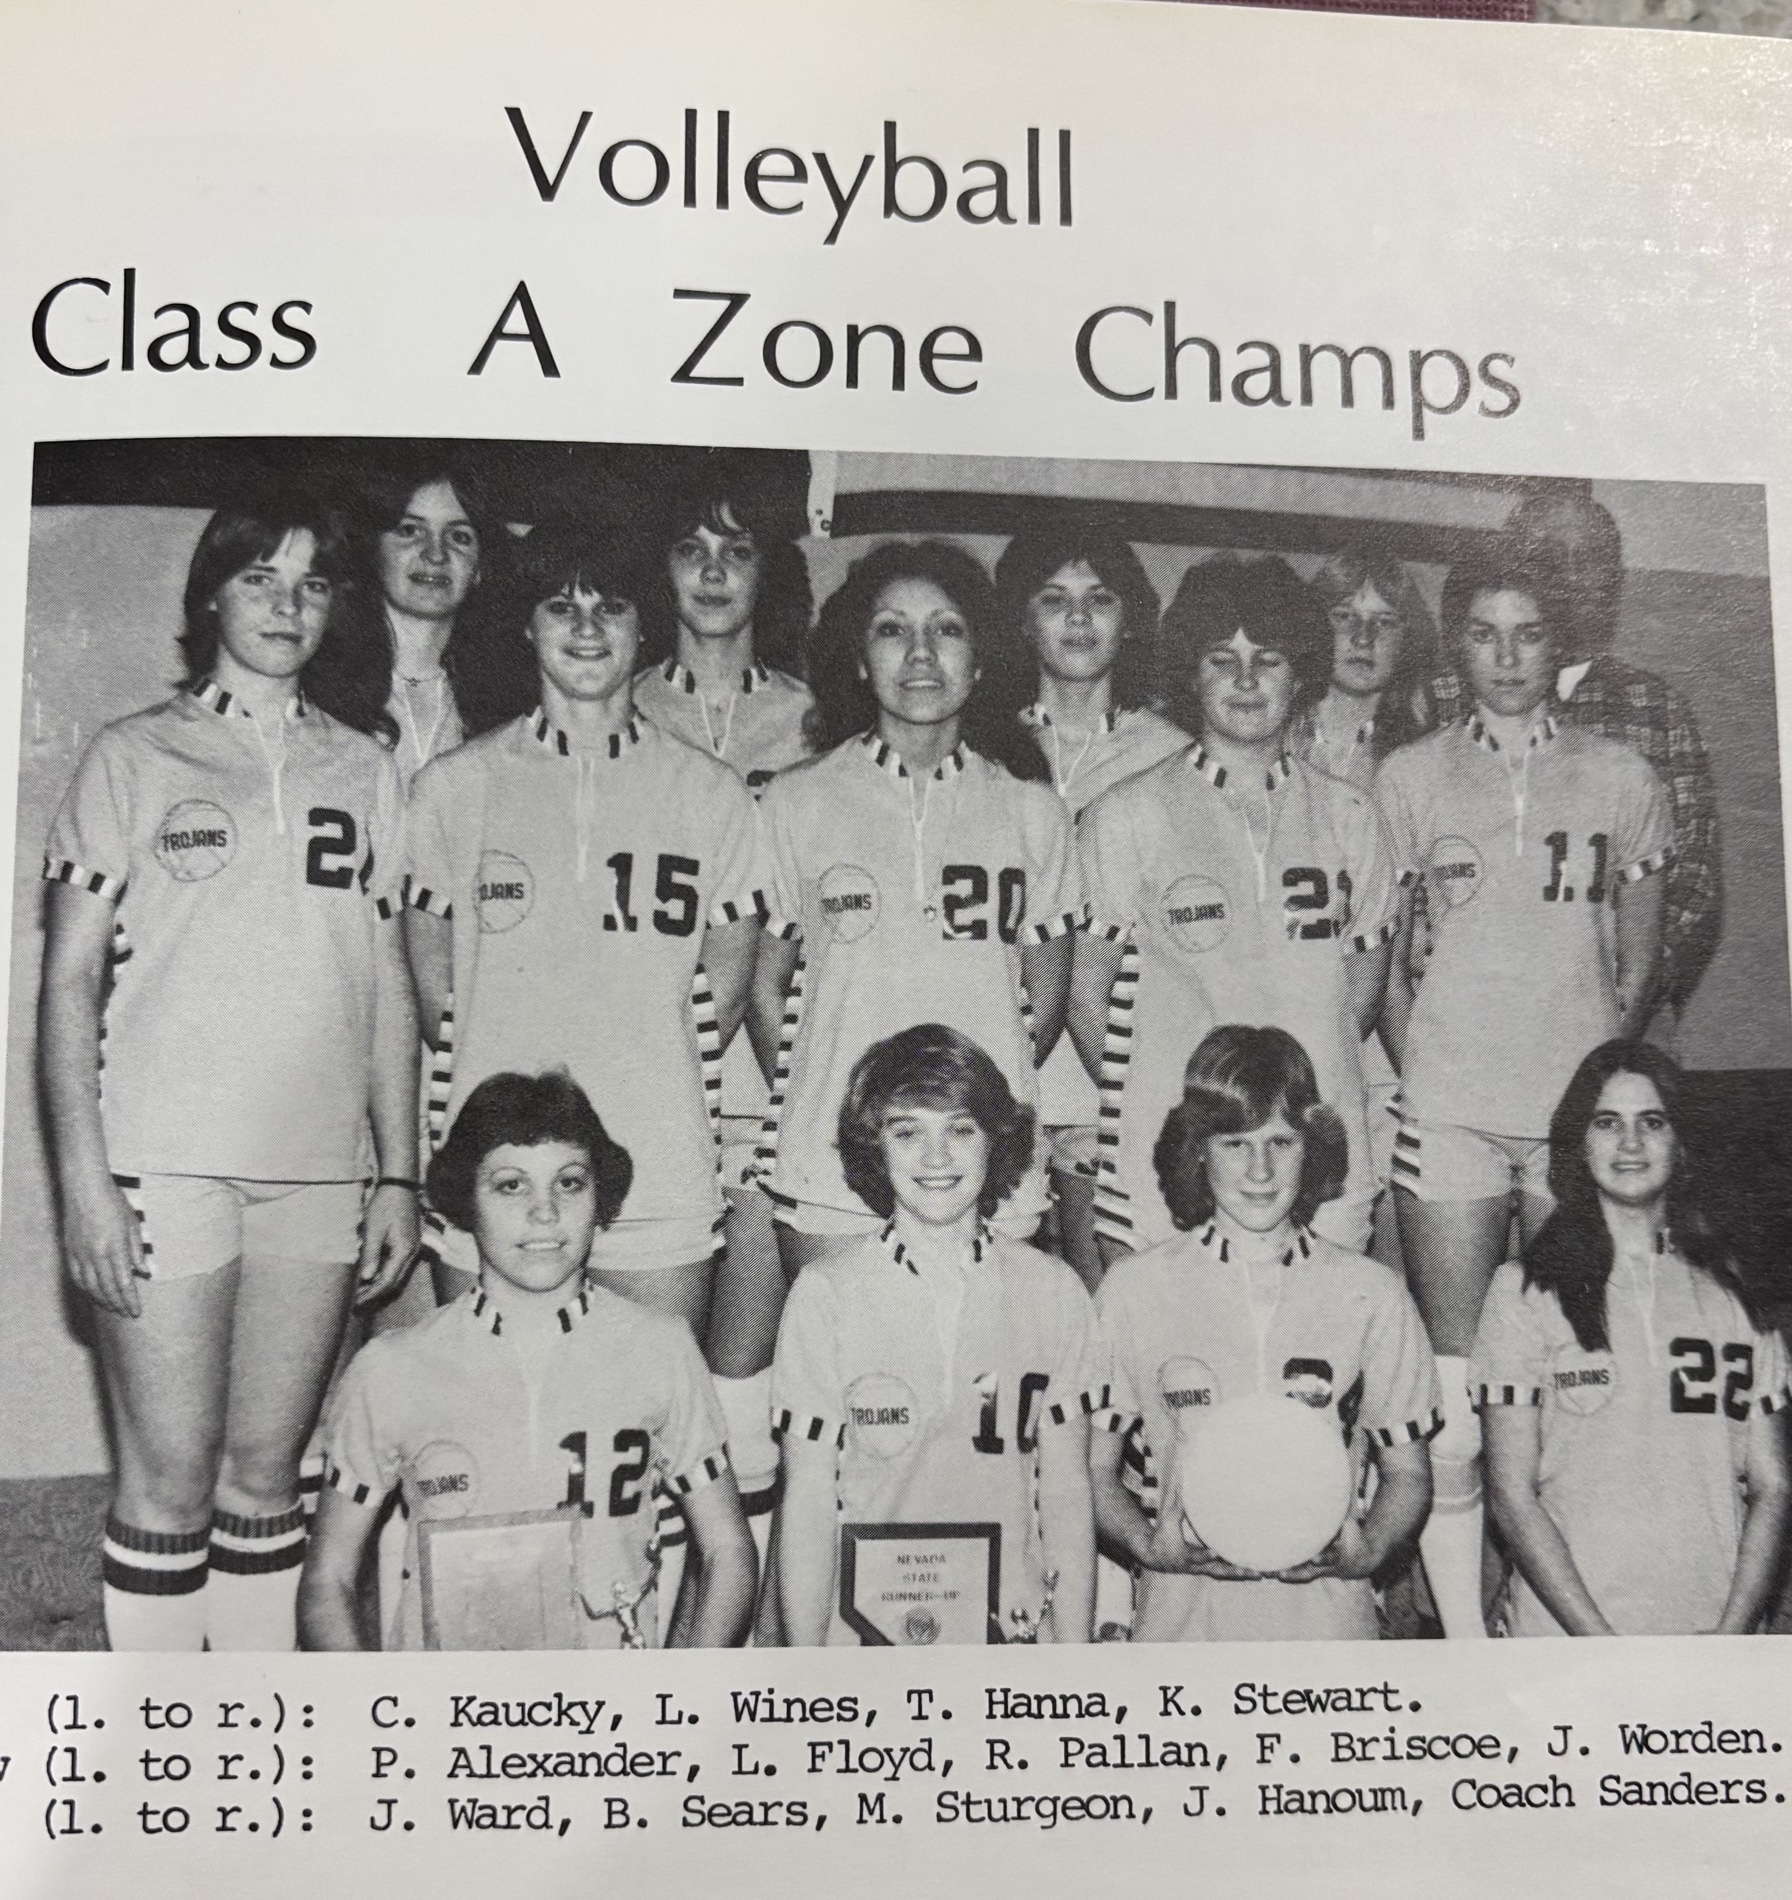 Volleyball
Class A Zone Champs
TROJANS 2
JANS 15
TROJANS 20
TROJANS 21
TROJANS 11
TROJANS 12
TROJANS 10
TROJANS
TROJANS 22
NEVADA
STATE
RUNNER-UP
(l. to r.): C. Kaucky, L. Wines, T. Hanna, K. Stewart.
(l. to r.): P. Alexander, L. Floyd, R. Pallan, F. Briscoe, J. Worden.
(l. to r.): J. Ward, B. Sears, M. Sturgeon, J. Hanoum, Coach Sanders.